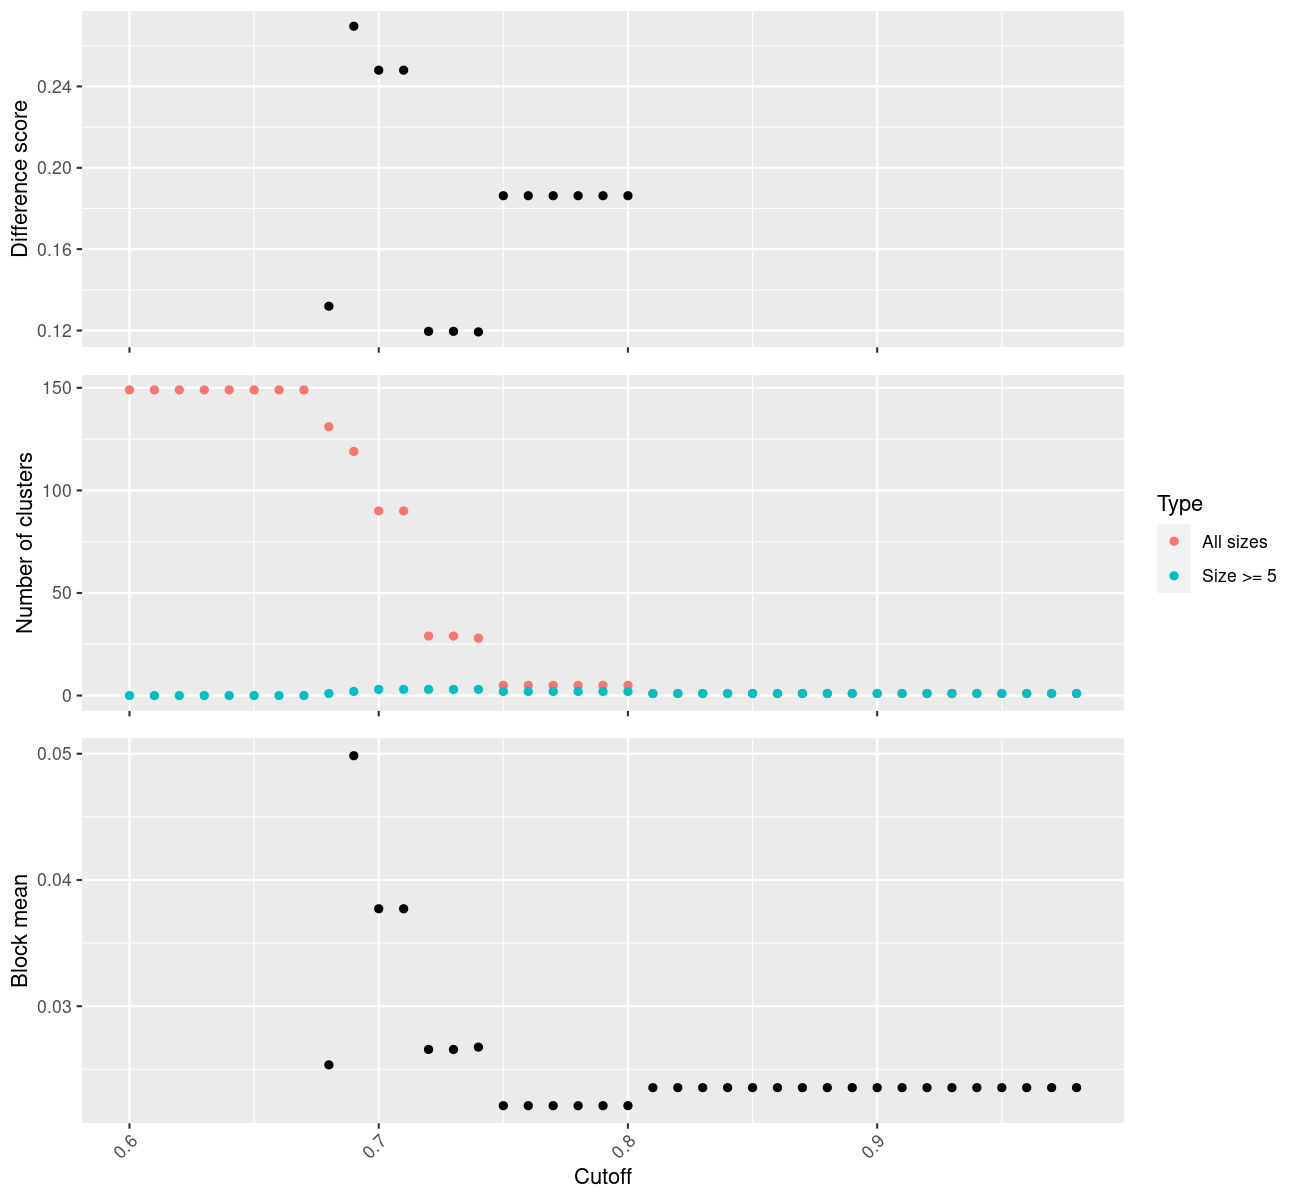 Difference score
0.24
0.20
0.16
0.12
Number of clusters
150
100
50
0
Type
All sizes
Size >= 5
Block mean
0.05
0.04
0.03
0.6
0.7
0.8
0.9
Cutoff